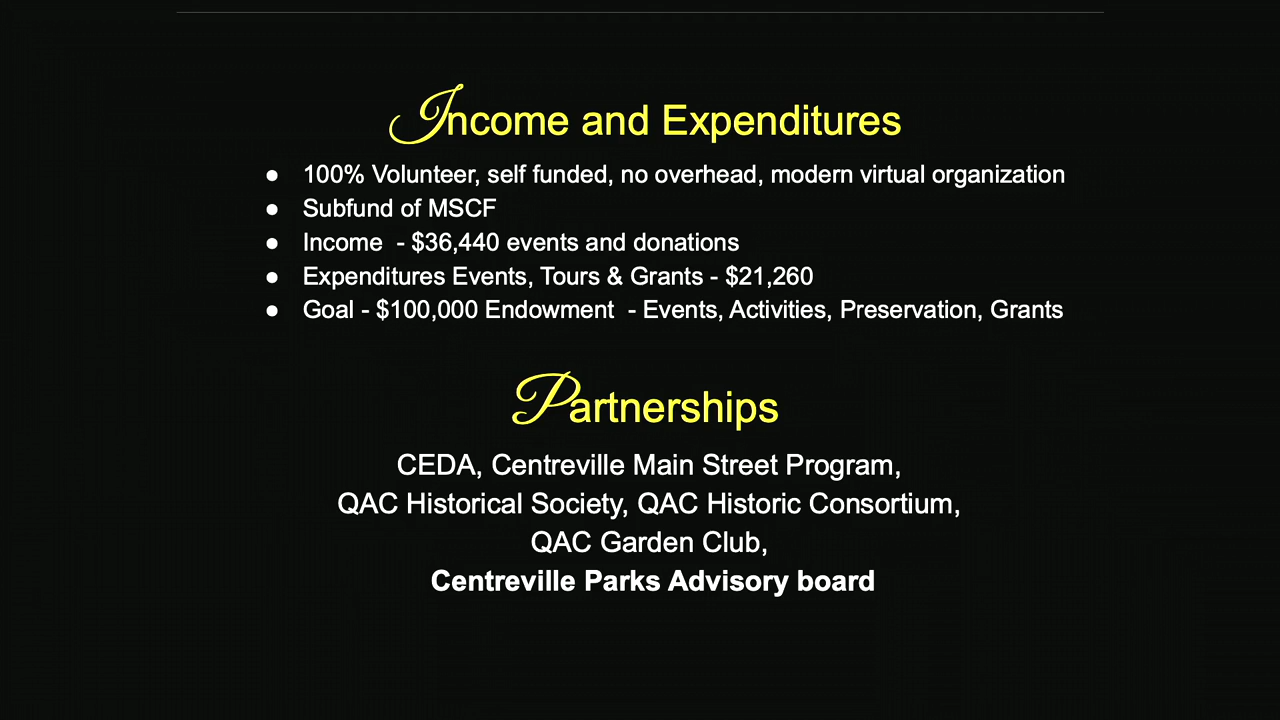 Income and Expenditures
● 100% Volunteer, self funded, no overhead, modern virtual organization
● Subfund of MSCF
● Income  - $36,440 events and donations
● Expenditures Events, Tours & Grants - $21,260
● Goal - $100,000 Endowment  - Events, Activities, Preservation, Grants
Partnerships
CEDA, Centreville Main Street Program,
QAC Historical Society, QAC Historic Consortium,
QAC Garden Club,
Centreville Parks Advisory board